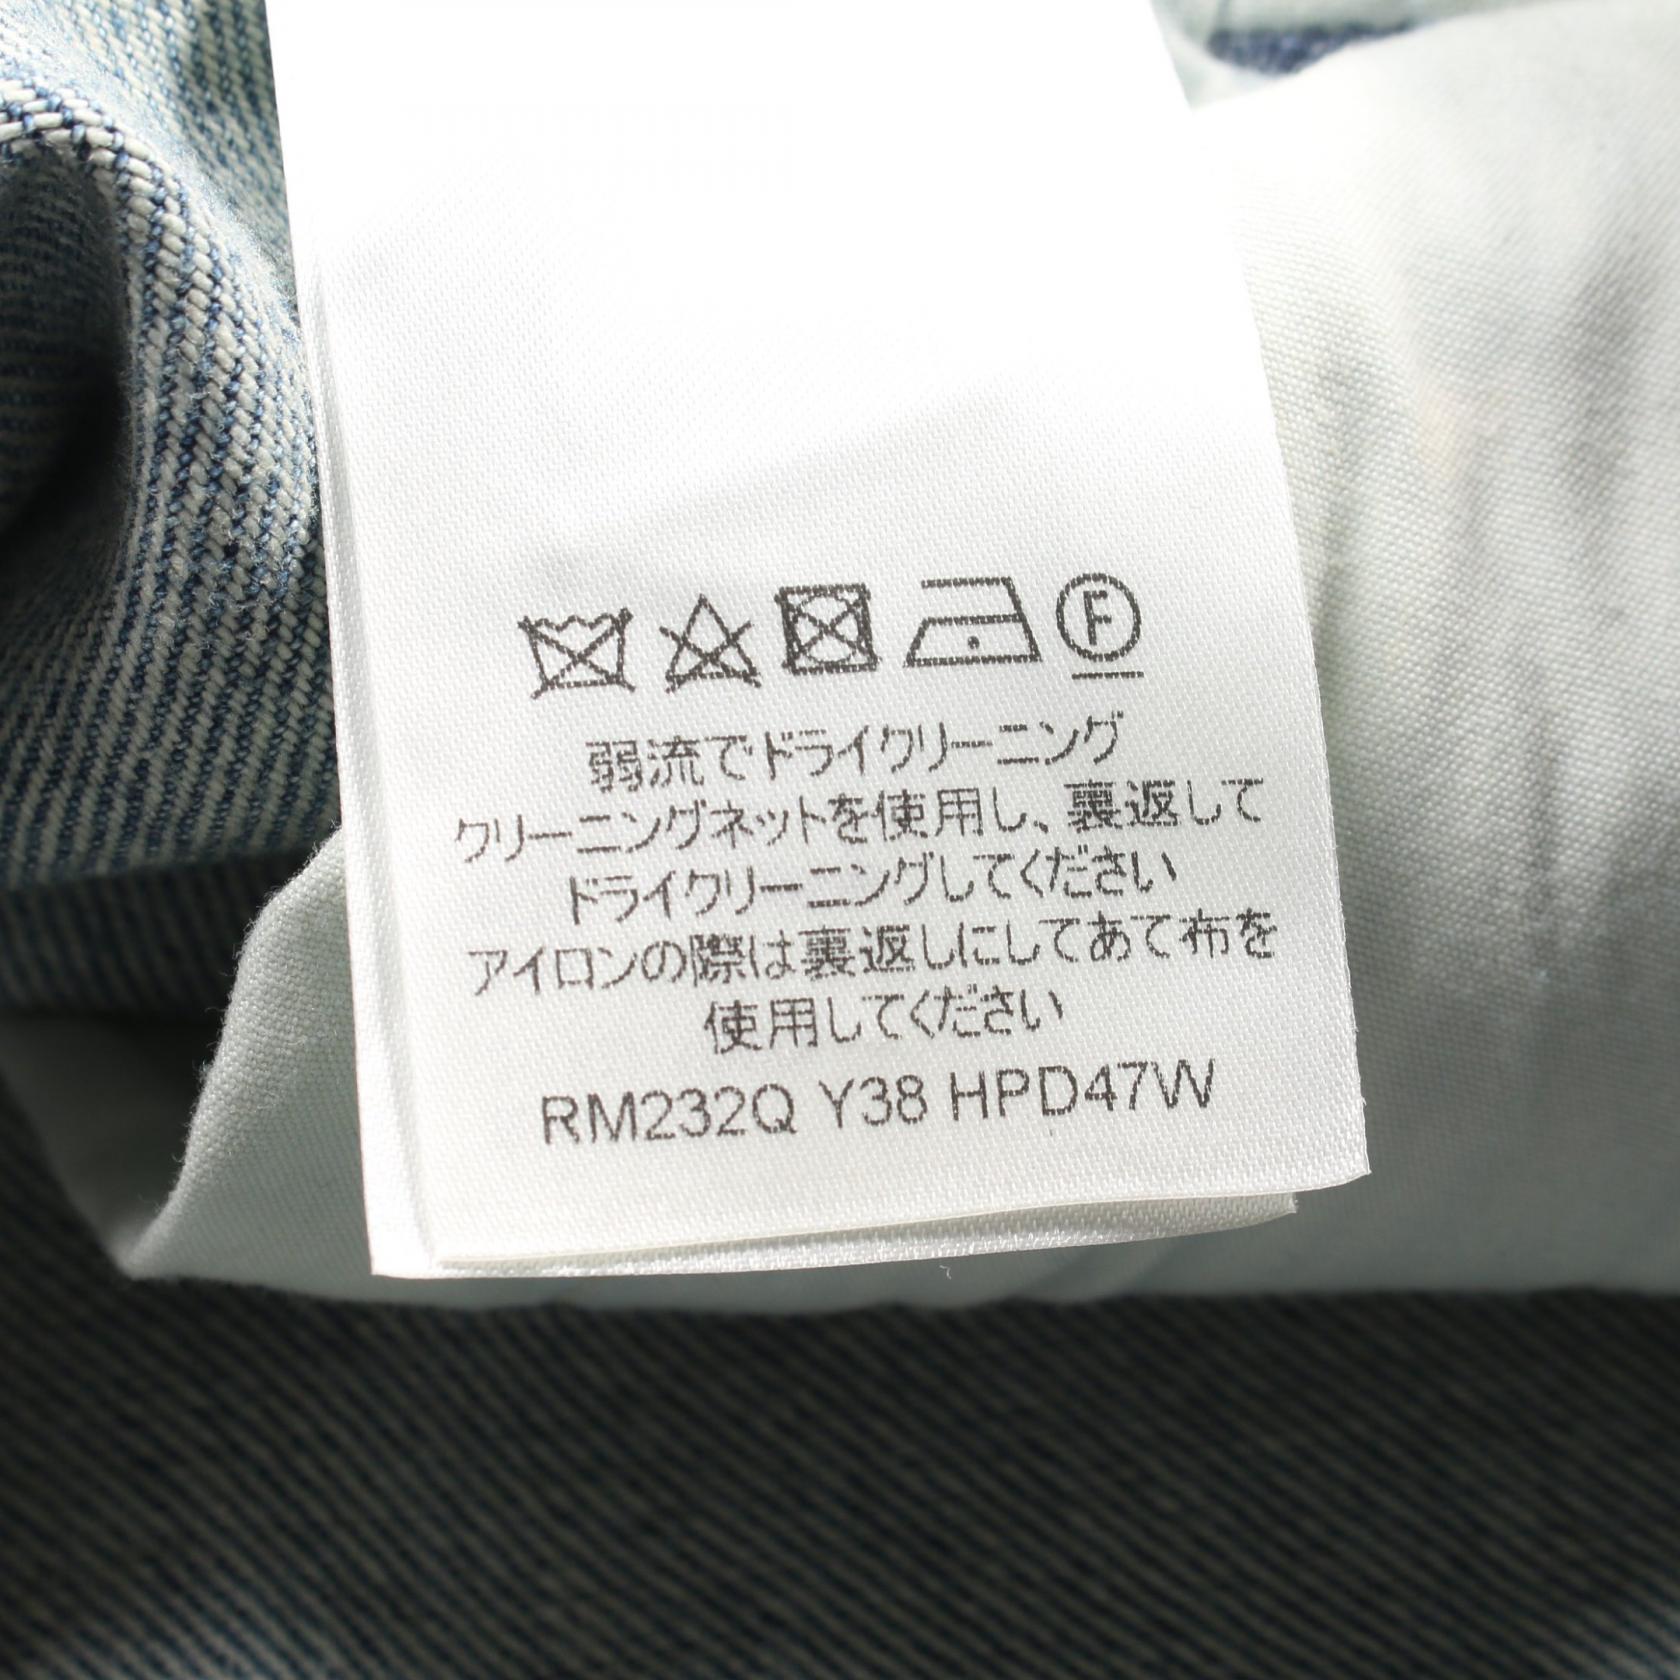 F
弱流でドライクリーニング
クリーニングネットを使用し、裏返して
ドライクリーニングしてください
アイロンの際は裏返しにしてあて布を
使用してください
RM232Q Y38 HPD47W